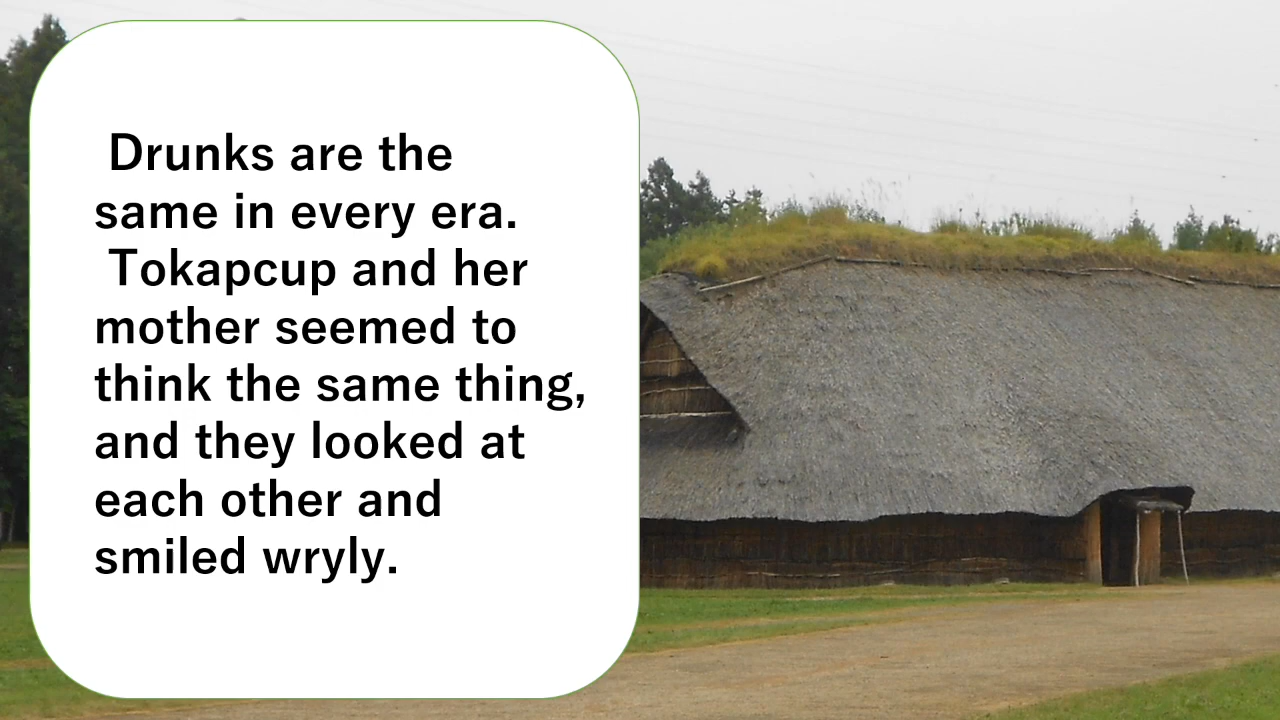 Drunks are the
same in every era.
Tokapcup and her
mother seemed to
think the same thing,
and they looked at
each other and
smiled wryly.